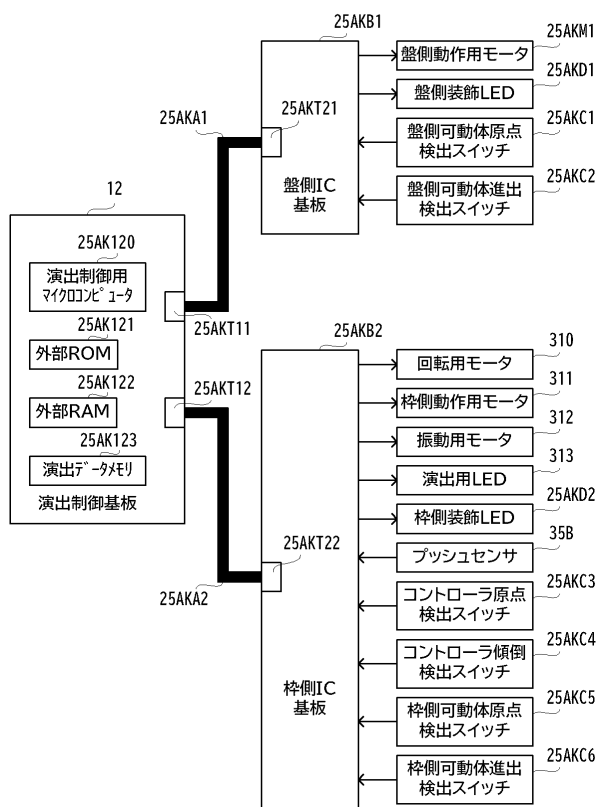 25AKB1
25AKM1
盤側動作用モータ
25AKD1
盤側装飾LED
25AKA1
25AKT21
25AKC1
盤側可動体原点
検出スイッチ
盤側IC
基板
25AKC2
盤側可動体進出
検出スイッチ
12
25AK120
演出制御用
ﾏｲｸﾛｺﾝﾋﾟｭｰﾀ
25AKT11
25AK121
外部ROM
25AK122
外部RAM
25AKT12
25AK123
演出ﾃﾞｰﾀﾒﾓﾘ
演出制御基板
25AKB2
310
回転用モータ
311
枠側動作用モータ
312
振動用モータ
313
演出用LED
25AKD2
枠側装飾LED
25AKT22
35B
プッシュセンサ
25AKA2
25AKC3
コントローラ原点
検出スイッチ
25AKC4
コントローラ傾倒
検出スイッチ
枠側IC
基板
25AKC5
枠側可動体原点
検出スイッチ
25AKC6
枠側可動体進出
検出スイッチ